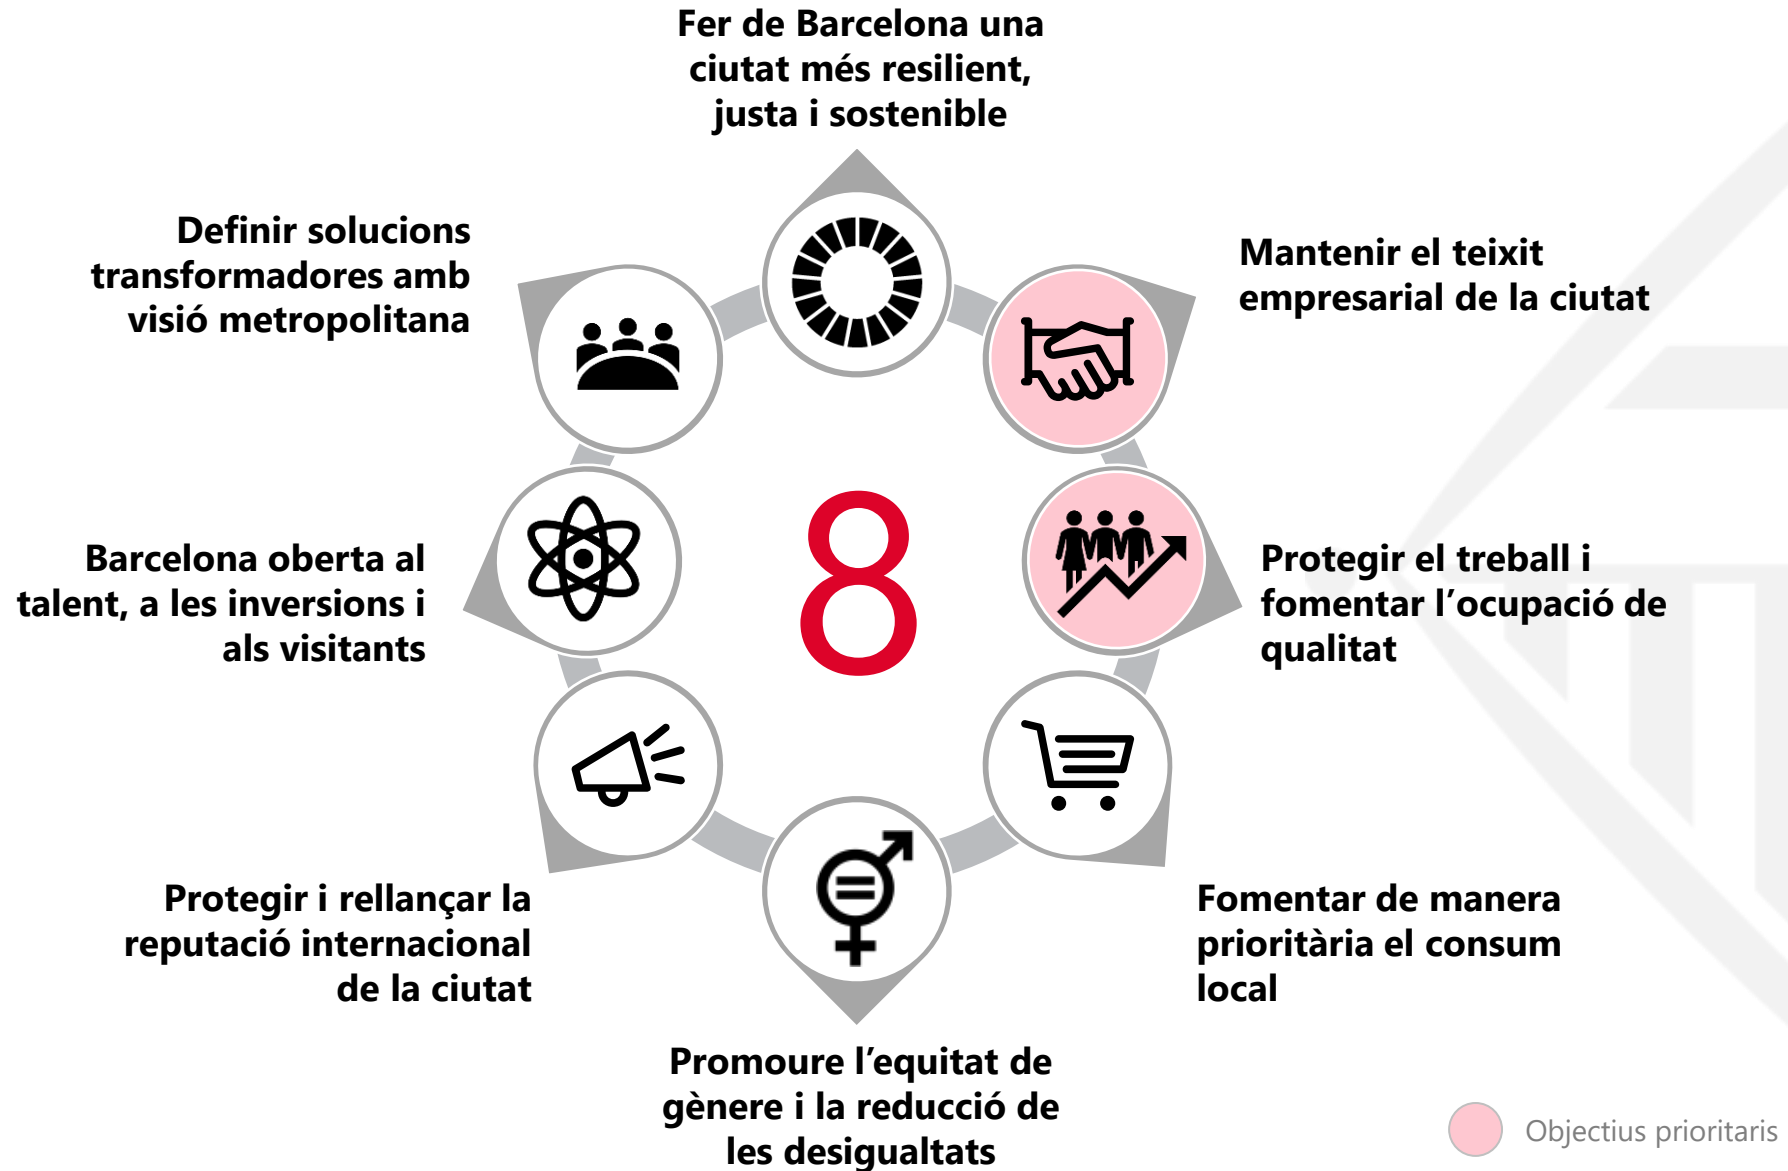 Fer de Barcelona una
ciutat més resilient,
justa i sostenible
Definir solucions
transformadores amb
visió metropolitana
Mantenir el teixit
empresarial de la ciutat
8
Barcelona oberta al
talent, a les inversions i
als visitants
Protegir el treball i
fomentar l’ocupació de
qualitat
Protegir i rellançar la
reputació internacional
de la ciutat
Fomentar de manera
prioritària el consum
local
Promoure l’equitat de
gènere i la reducció de
les desigualtats
Objectius prioritaris